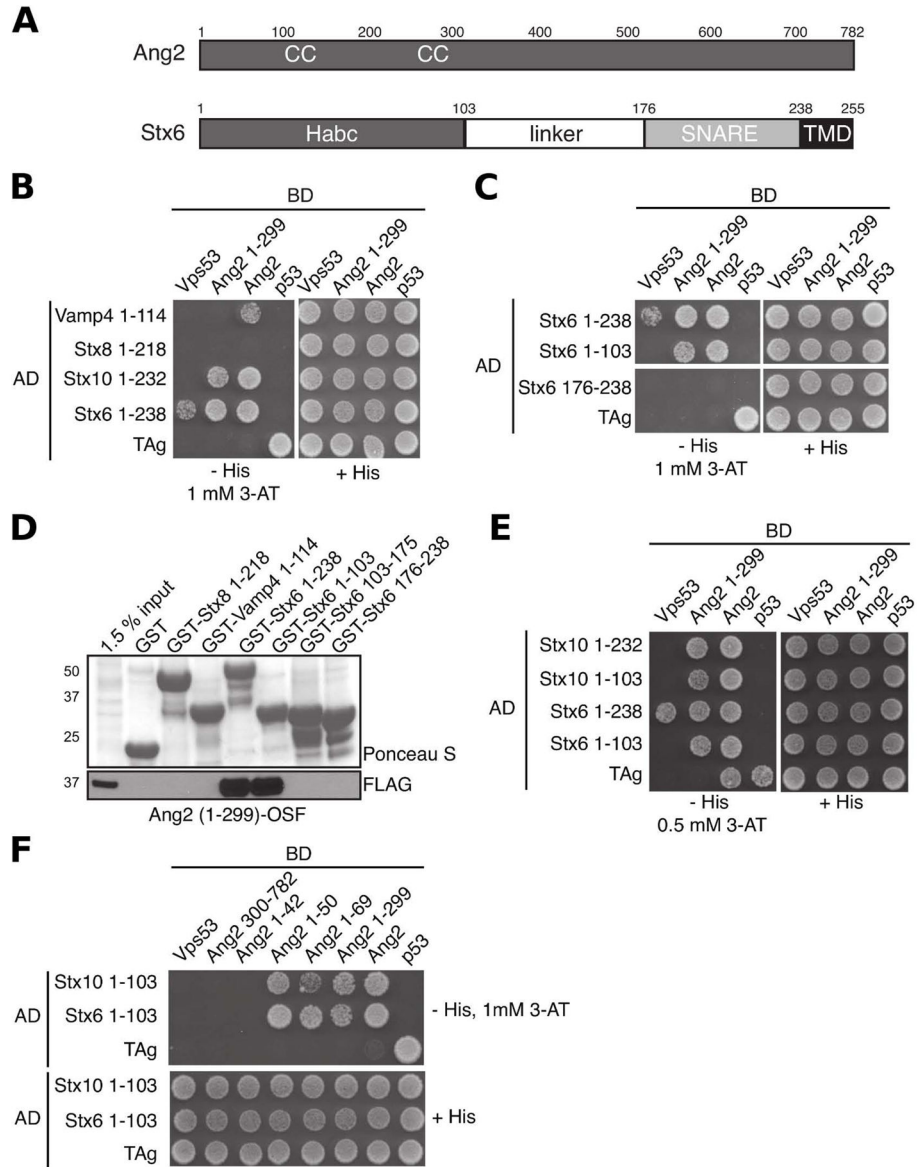 A
1 100 200 300 400 500 600 700 782
Ang2 CC CC
1 103 176 238 255
Stx6 Habc linker SNARE TMD
B
BD
Vps53 Ang2 1-299 Ang2 p53 Vps53 Ang2 1-299 Ang2 p53
AD
Vamp4 1-114
Stx8 1-218
Stx10 1-232
Stx6 1-238
TAg
- His + His
1 mM 3-AT
C
BD
Vps53 Ang2 1-299 Ang2 p53 Vps53 Ang2 1-299 Ang2 p53
AD
Stx6 1-238
Stx6 1-103
Stx6 176-238
TAg
- His + His
1 mM 3-AT
D
1.5 % input GST GST-Stx8 1-218 GST-Vamp4 1-114 GST-Stx6 1-238 GST-Stx6 1-103 GST-Stx6 103-175 GST-Stx6 176-238
50
37
25
Ponceau S
37 FLAG
Ang2 (1-299)-OSF
E
BD
Vps53 Ang2 1-299 Ang2 p53 Vps53 Ang2 1-299 Ang2 p53
AD
Stx10 1-232
Stx10 1-103
Stx6 1-238
Stx6 1-103
TAg
- His + His
0.5 mM 3-AT
F
BD
Vps53 Ang2 300-782 Ang2 1-42 Ang2 1-50 Ang2 1-69 Ang2 1-299 Ang2 p53
AD
Stx10 1-103
Stx6 1-103
TAg
- His, 1mM 3-AT
AD
Stx10 1-103
Stx6 1-103
TAg
+ His